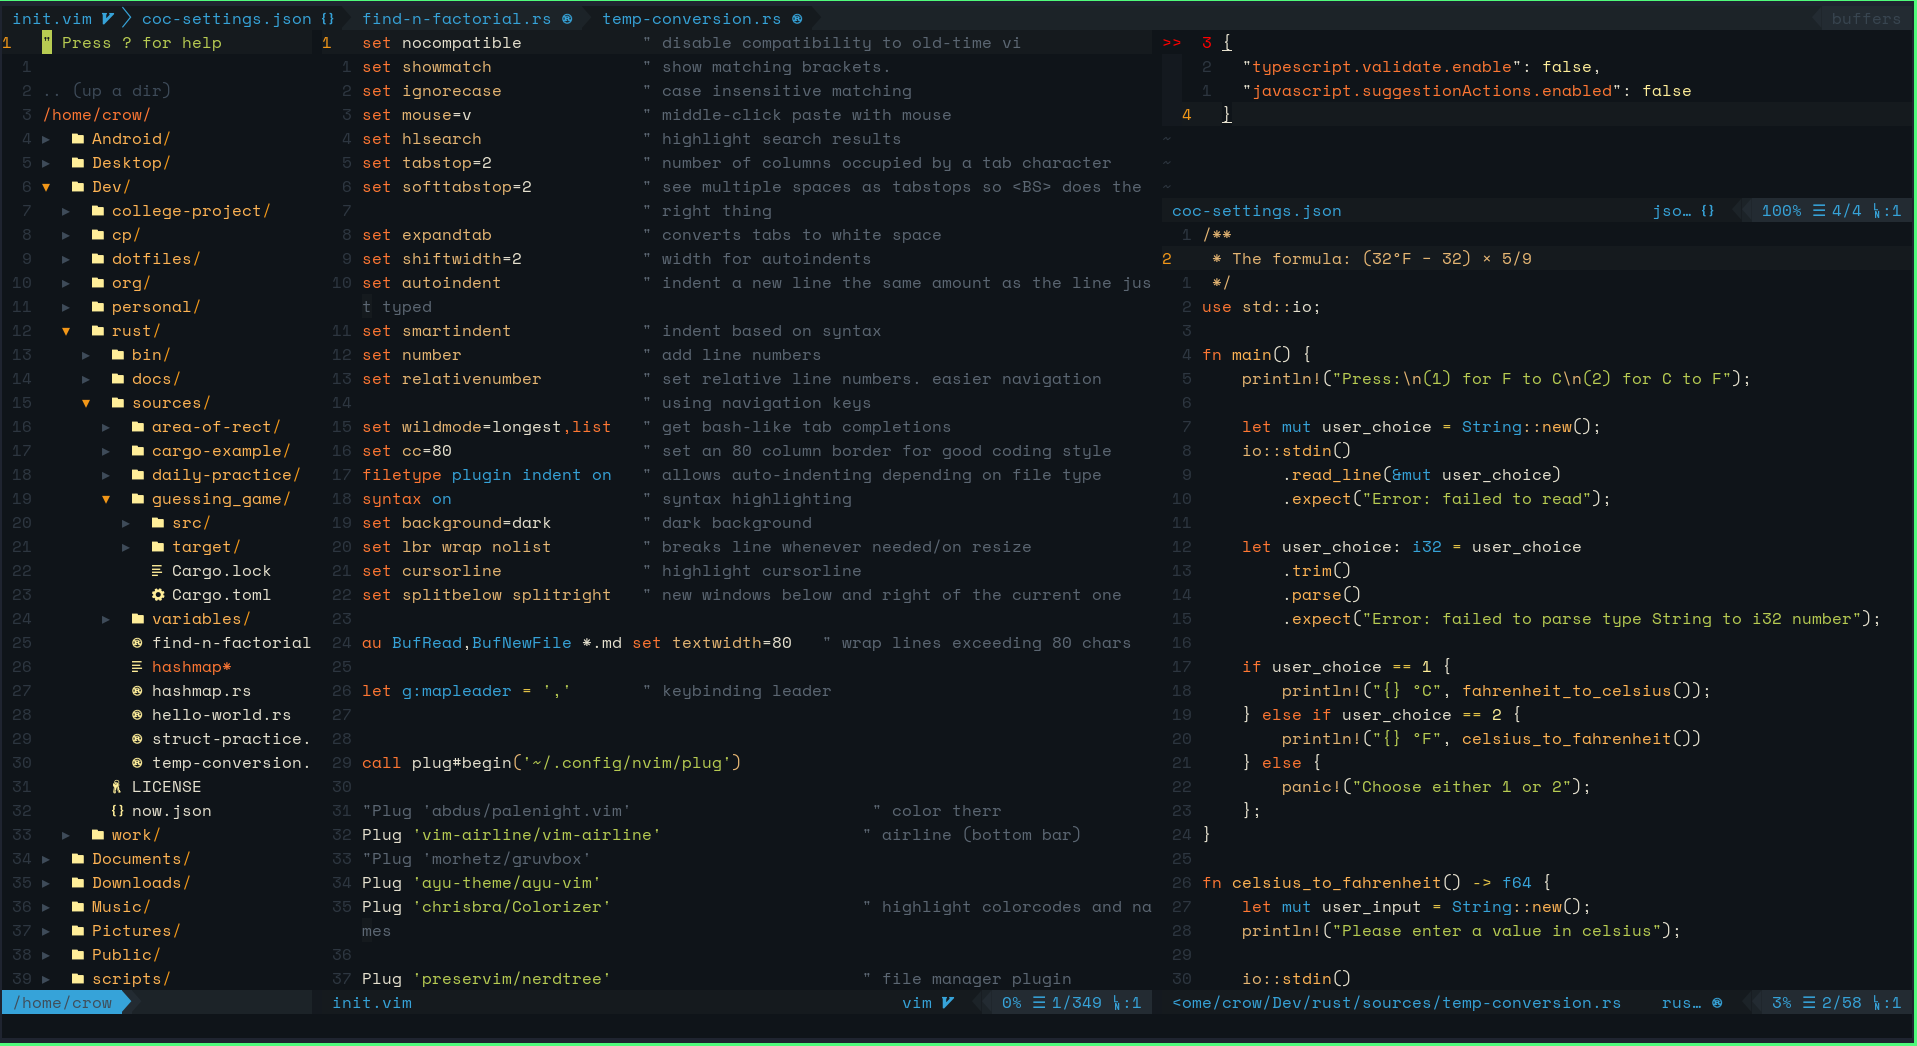 init.vim coc-settings.json {} find-n-factorial.rs temp-conversion.rs buffers
1 " Press ? for help
1
2 .. (up a dir)
3 /home/crow/
4 ▸ Android/
5 ▸ Desktop/
6 ▾ Dev/
7 ▸ college-project/
8 ▸ cp/
9 ▸ dotfiles/
10 ▸ org/
11 ▸ personal/
12 ▾ rust/
13 ▸ bin/
14 ▸ docs/
15 ▾ sources/
16 ▸ area-of-rect/
17 ▸ cargo-example/
18 ▸ daily-practice/
19 ▾ guessing_game/
20 ▸ src/
21 ▸ target/
22 Cargo.lock
23 Cargo.toml
24 ▸ variables/
25 find-n-factorial
26 hashmap*
27 hashmap.rs
28 hello-world.rs
29 struct-practice.
30 temp-conversion.
31 LICENSE
32 {} now.json
33 ▸ work/
34 ▸ Documents/
35 ▸ Downloads/
36 ▸ Music/
37 ▸ Pictures/
38 ▸ Public/
39 ▸ scripts/
/home/crow
1 set nocompatible " disable compatibility to old-time vi
1 set showmatch " show matching brackets.
2 set ignorecase " case insensitive matching
3 set mouse=v " middle-click paste with mouse
4 set hlsearch " highlight search results
5 set tabstop=2 " number of columns occupied by a tab character
6 set softtabstop=2 " see multiple spaces as tabstops so <BS> does the
7 " right thing
8 set expandtab " converts tabs to white space
9 set shiftwidth=2 " width for autoindents
10 set autoindent " indent a new line the same amount as the line jus
t typed
11 set smartindent " indent based on syntax
12 set number " add line numbers
13 set relativenumber " set relative line numbers. easier navigation
14 " using navigation keys
15 set wildmode=longest,list " get bash-like tab completions
16 set cc=80 " set an 80 column border for good coding style
17 filetype plugin indent on " allows auto-indenting depending on file type
18 syntax on " syntax highlighting
19 set background=dark " dark background
20 set lbr wrap nolist " breaks line whenever needed/on resize
21 set cursorline " highlight cursorline
22 set splitbelow splitright " new windows below and right of the current one
23
24 au BufRead,BufNewFile *.md set textwidth=80 " wrap lines exceeding 80 chars
25
26 let g:mapleader = ',' " keybinding leader
27
28
29 call plug#begin('~/.config/nvim/plug')
30
31 "Plug 'abdus/palenight.vim' " color therr
32 Plug 'vim-airline/vim-airline' " airline (bottom bar)
33 "Plug 'morhetz/gruvbox'
34 Plug 'ayu-theme/ayu-vim'
35 Plug 'chrisbra/Colorizer' " highlight colorcodes and na
mes
36
37 Plug 'preservim/nerdtree' " file manager plugin
init.vim vim 0% ☰ 1/349 :1
>> 3 {
2 "typescript.validate.enable": false,
1 "javascript.suggestionActions.enabled": false
4 }
~
~
~
coc-settings.json jso… {} 100% ☰ 4/4 :1
1 /**
2 * The formula: (32°F − 32) × 5/9
1 */
2 use std::io;
3
4 fn main() {
5 println!("Press:\n(1) for F to C\n(2) for C to F");
6
7 let mut user_choice = String::new();
8 io::stdin()
9 .read_line(&mut user_choice)
10 .expect("Error: failed to read");
11
12 let user_choice: i32 = user_choice
13 .trim()
14 .parse()
15 .expect("Error: failed to parse type String to i32 number");
16
17 if user_choice == 1 {
18 println!("{} °C", fahrenheit_to_celsius());
19 } else if user_choice == 2 {
20 println!("{} °F", celsius_to_fahrenheit())
21 } else {
22 panic!("Choose either 1 or 2");
23 };
24 }
25
26 fn celsius_to_fahrenheit() -> f64 {
27 let mut user_input = String::new();
28 println!("Please enter a value in celsius");
29
30 io::stdin()
<ome/crow/Dev/rust/sources/temp-conversion.rs rus… 3% ☰ 2/58 :1